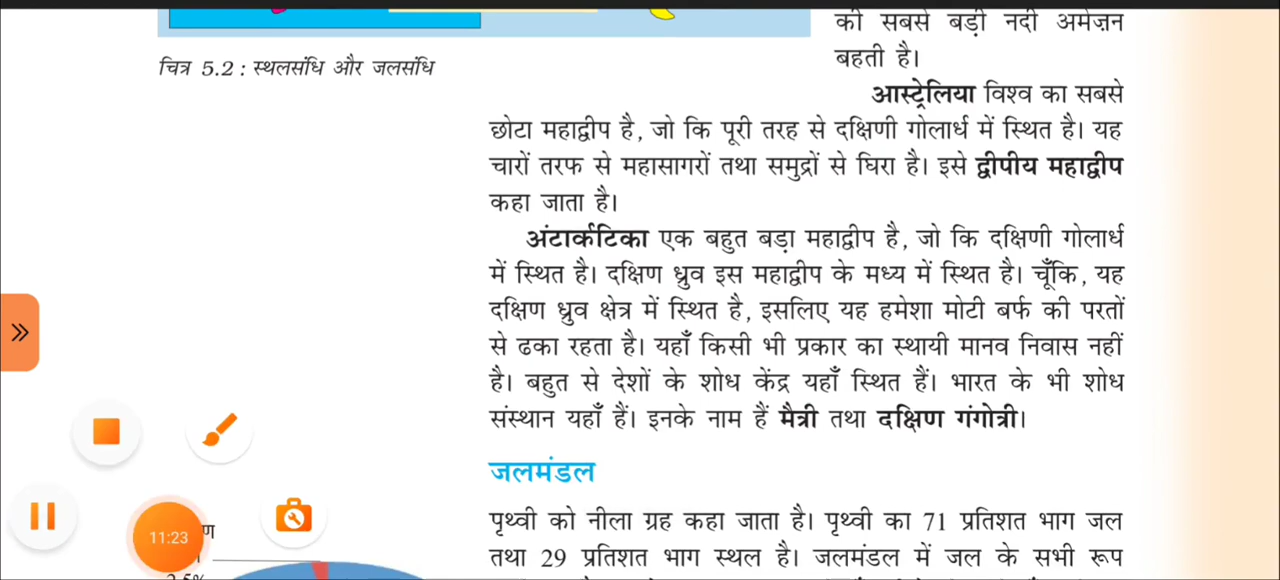 की सबसे बड़ी नदी अमेज़न
बहती है।
चित्र 5.2 : स्थलसंधि और जलसंधि
आस्ट्रेलिया विश्व का सबसे
छोटा महाद्वीप है, जो कि पूरी तरह से दक्षिणी गोलार्ध में स्थित है। यह
चारों तरफ से महासागरों तथा समुद्रों से घिरा है। इसे द्वीपीय महाद्वीप
कहा जाता है।
अंटार्कटिका एक बहुत बड़ा महाद्वीप है, जो कि दक्षिणी गोलार्ध
में स्थित है। दक्षिण ध्रुव इस महाद्वीप के मध्य में स्थित है। चूँकि, यह
दक्षिण ध्रुव क्षेत्र में स्थित है, इसलिए यह हमेशा मोटी बर्फ की परतों
से ढका रहता है। यहाँ किसी भी प्रकार का स्थायी मानव निवास नहीं
है। बहुत से देशों के शोध केंद्र यहाँ स्थित हैं। भारत के भी शोध
संस्थान यहाँ हैं। इनके नाम हैं मैत्री तथा दक्षिण गंगोत्री।
जलमंडल
पृथ्वी को नीला ग्रह कहा जाता है। पृथ्वी का 71 प्रतिशत भाग जल
तथा 29 प्रतिशत भाग स्थल है। जलमंडल में जल के सभी रूप
11:23
2.5%